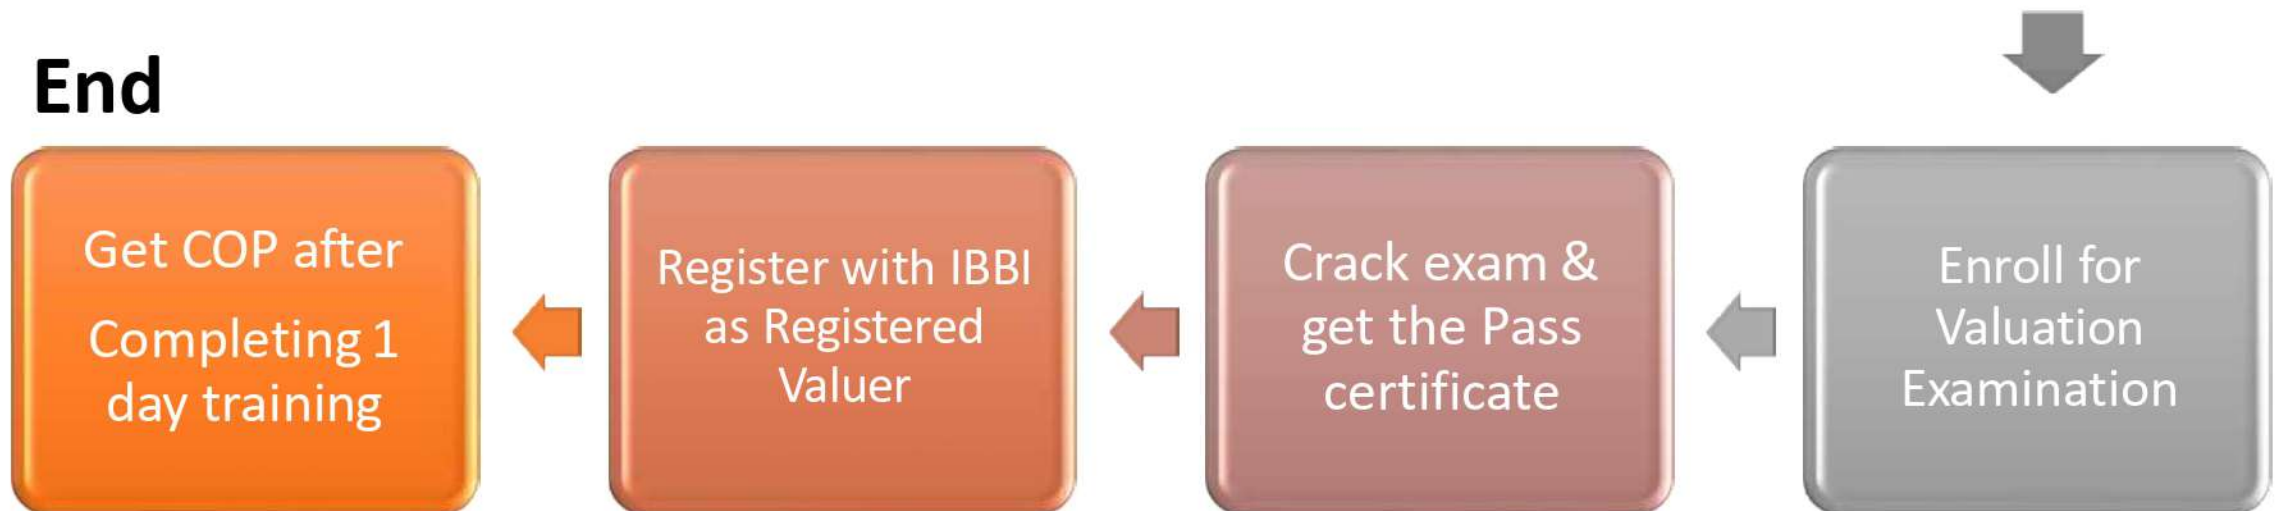 End
Get COP after
Completing 1
day training
Register with IBBI
as Registered
Valuer
Crack exam &
get the Pass
certificate
Enroll for
Valuation
Examination